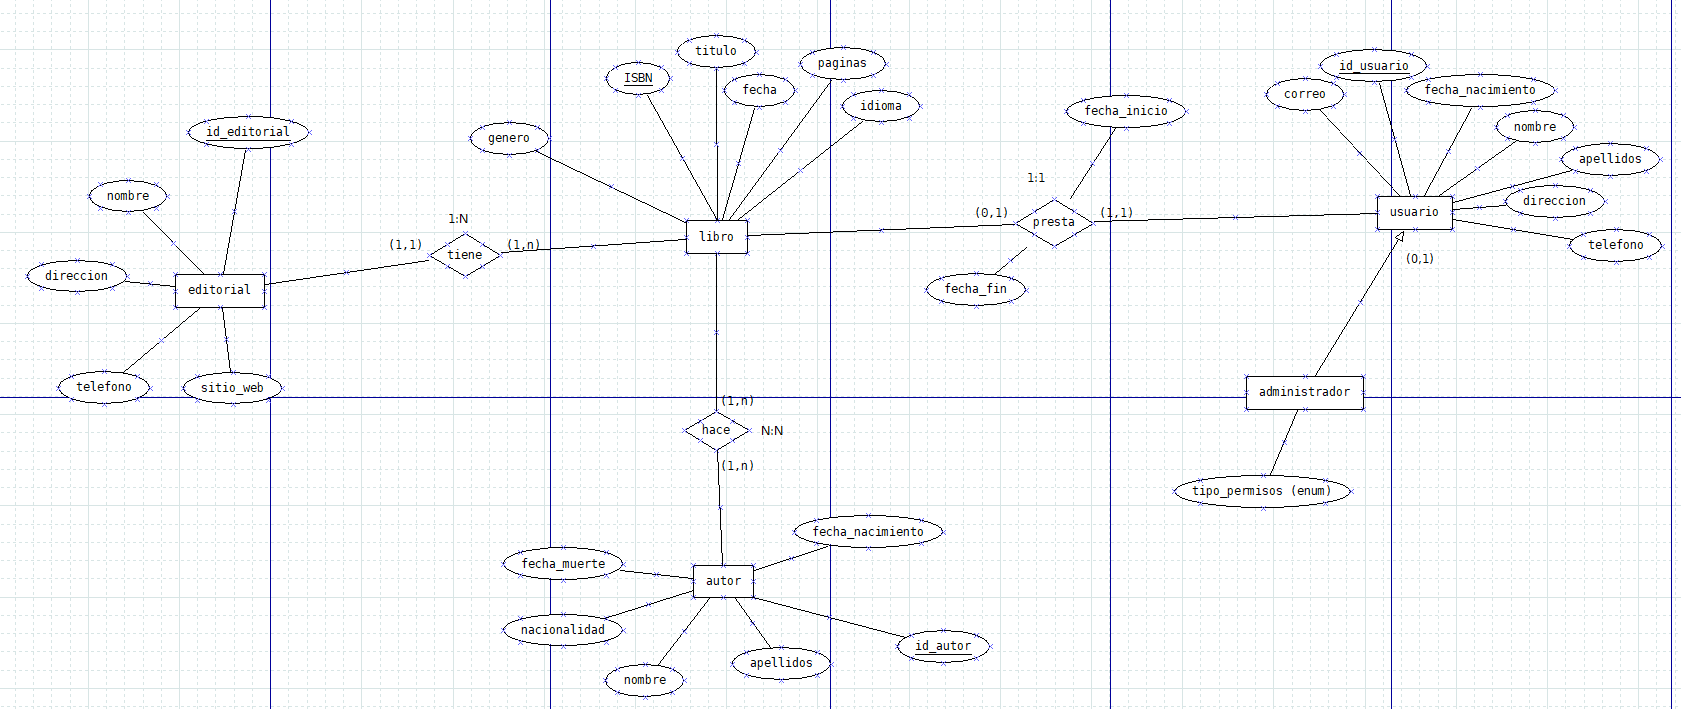 titulo
id_usuario
paginas
ISBN
fecha
correo
fecha_nacimiento
idioma
fecha_inicio
nombre
id_editorial
genero
apellidos
1:1
nombre
direccion
1:N
(0,1)
(1,1)
presta
usuario
libro
telefono
(1,1)
(1,n)
tiene
(0,1)
direccion
editorial
fecha_fin
telefono
sitio_web
administrador
(1,n)
hace
N:N
(1,n)
tipo_permisos (enum)
fecha_nacimiento
fecha_muerte
autor
nacionalidad
id_autor
apellidos
nombre